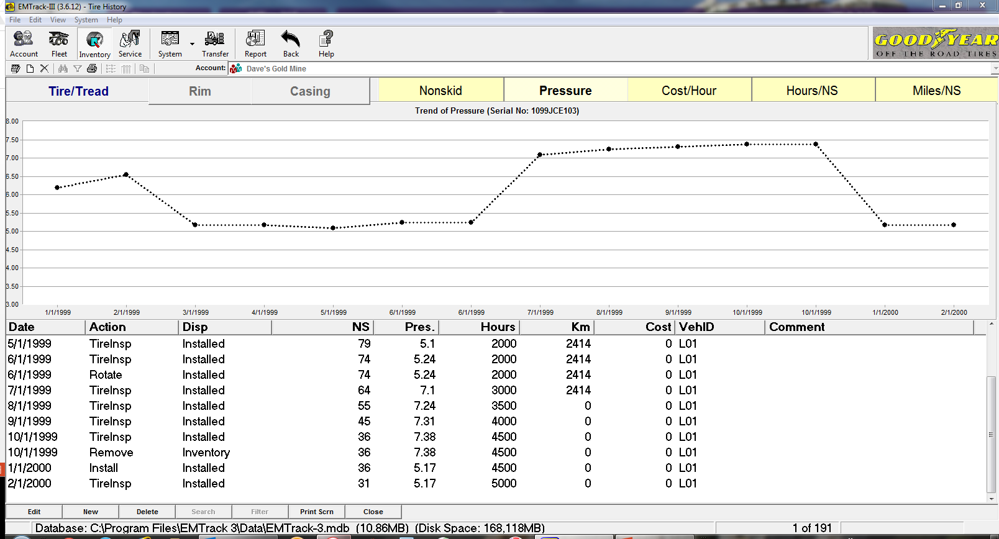 EMTrack-III (3.6.12) - Tire History
File Edit View System Help
Account Fleet Inventory Service System Transfer Report Back Help
GOODYEAR
OFF THE ROAD TIRES
Account: Dave's Gold Mine
Tire/Tread Rim Casing Nonskid Pressure Cost/Hour Hours/NS Miles/NS
Trend of Pressure (Serial No: 1099JCE103)
8.00
7.50
7.00
6.50
6.00
5.50
5.00
4.50
4.00
3.50
3.00
1/1/1999 2/1/1999 3/1/1999 4/1/1999 5/1/1999 6/1/1999 6/1/1999 7/1/1999 8/1/1999 9/1/1999 10/1/1999 10/1/1999 1/1/2000 2/1/2000
Date Action Disp NS Pres. Hours Km Cost VehID Comment
5/1/1999 TireInsp Installed 79 5.1 2000 2414 0 L01
6/1/1999 TireInsp Installed 74 5.24 2000 2414 0 L01
6/1/1999 Rotate Installed 74 5.24 2000 2414 0 L01
7/1/1999 TireInsp Installed 64 7.1 3000 2414 0 L01
8/1/1999 TireInsp Installed 55 7.24 3500 0 0 L01
9/1/1999 TireInsp Installed 45 7.31 4000 0 0 L01
10/1/1999 TireInsp Installed 36 7.38 4500 0 0 L01
10/1/1999 Remove Inventory 36 7.38 4500 0 0 L01
1/1/2000 Install Installed 36 5.17 4500 0 0 L01
2/1/2000 TireInsp Installed 31 5.17 5000 0 0 L01
Edit New Delete Search Filter Print Scrn Close
Database: C:\Program Files\EMTrack 3\Data\EMTrack-3.mdb (10.86MB) (Disk Space: 168,118MB) 1 of 191